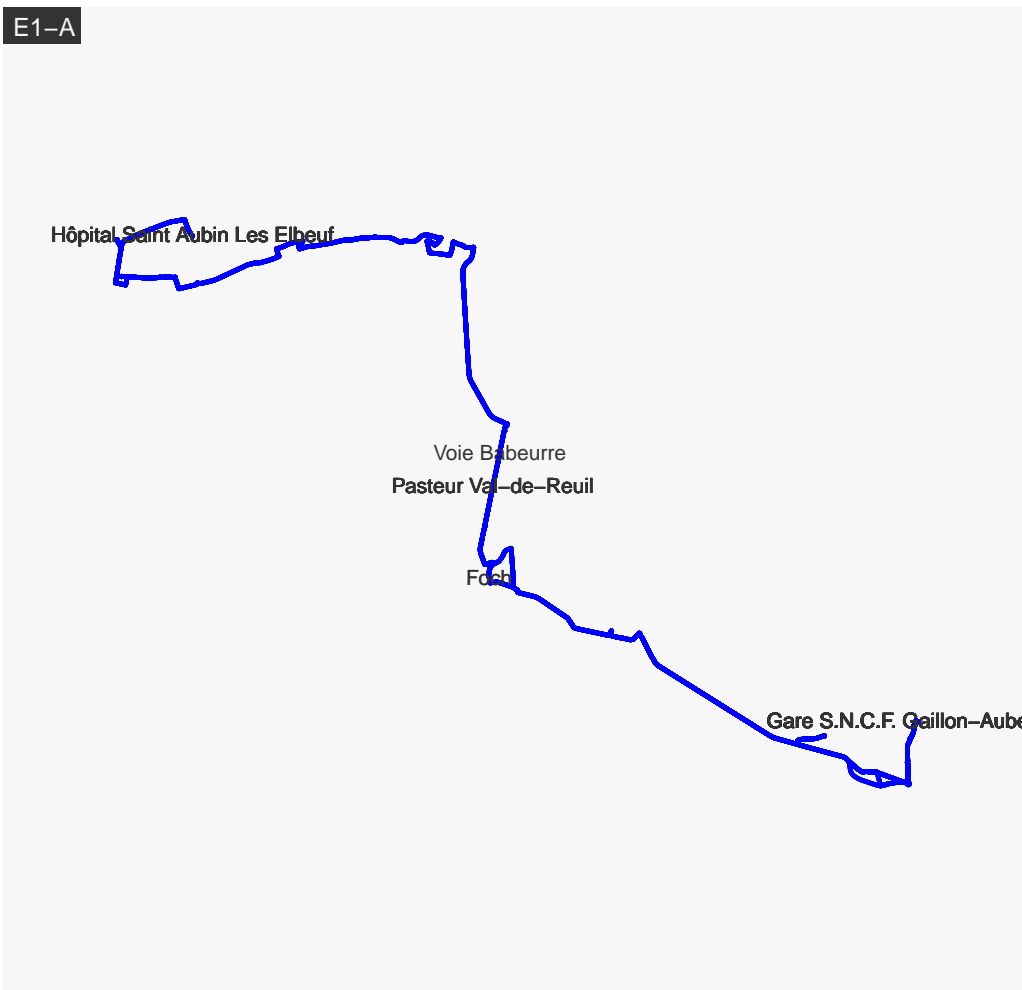 E1–A
Hôpital Saint Aubin Les Elbeuf
Voie Babeurre
Pasteur Val–de–Reuil
Foch
Gare S.N.C.F. Gaillon–Aube